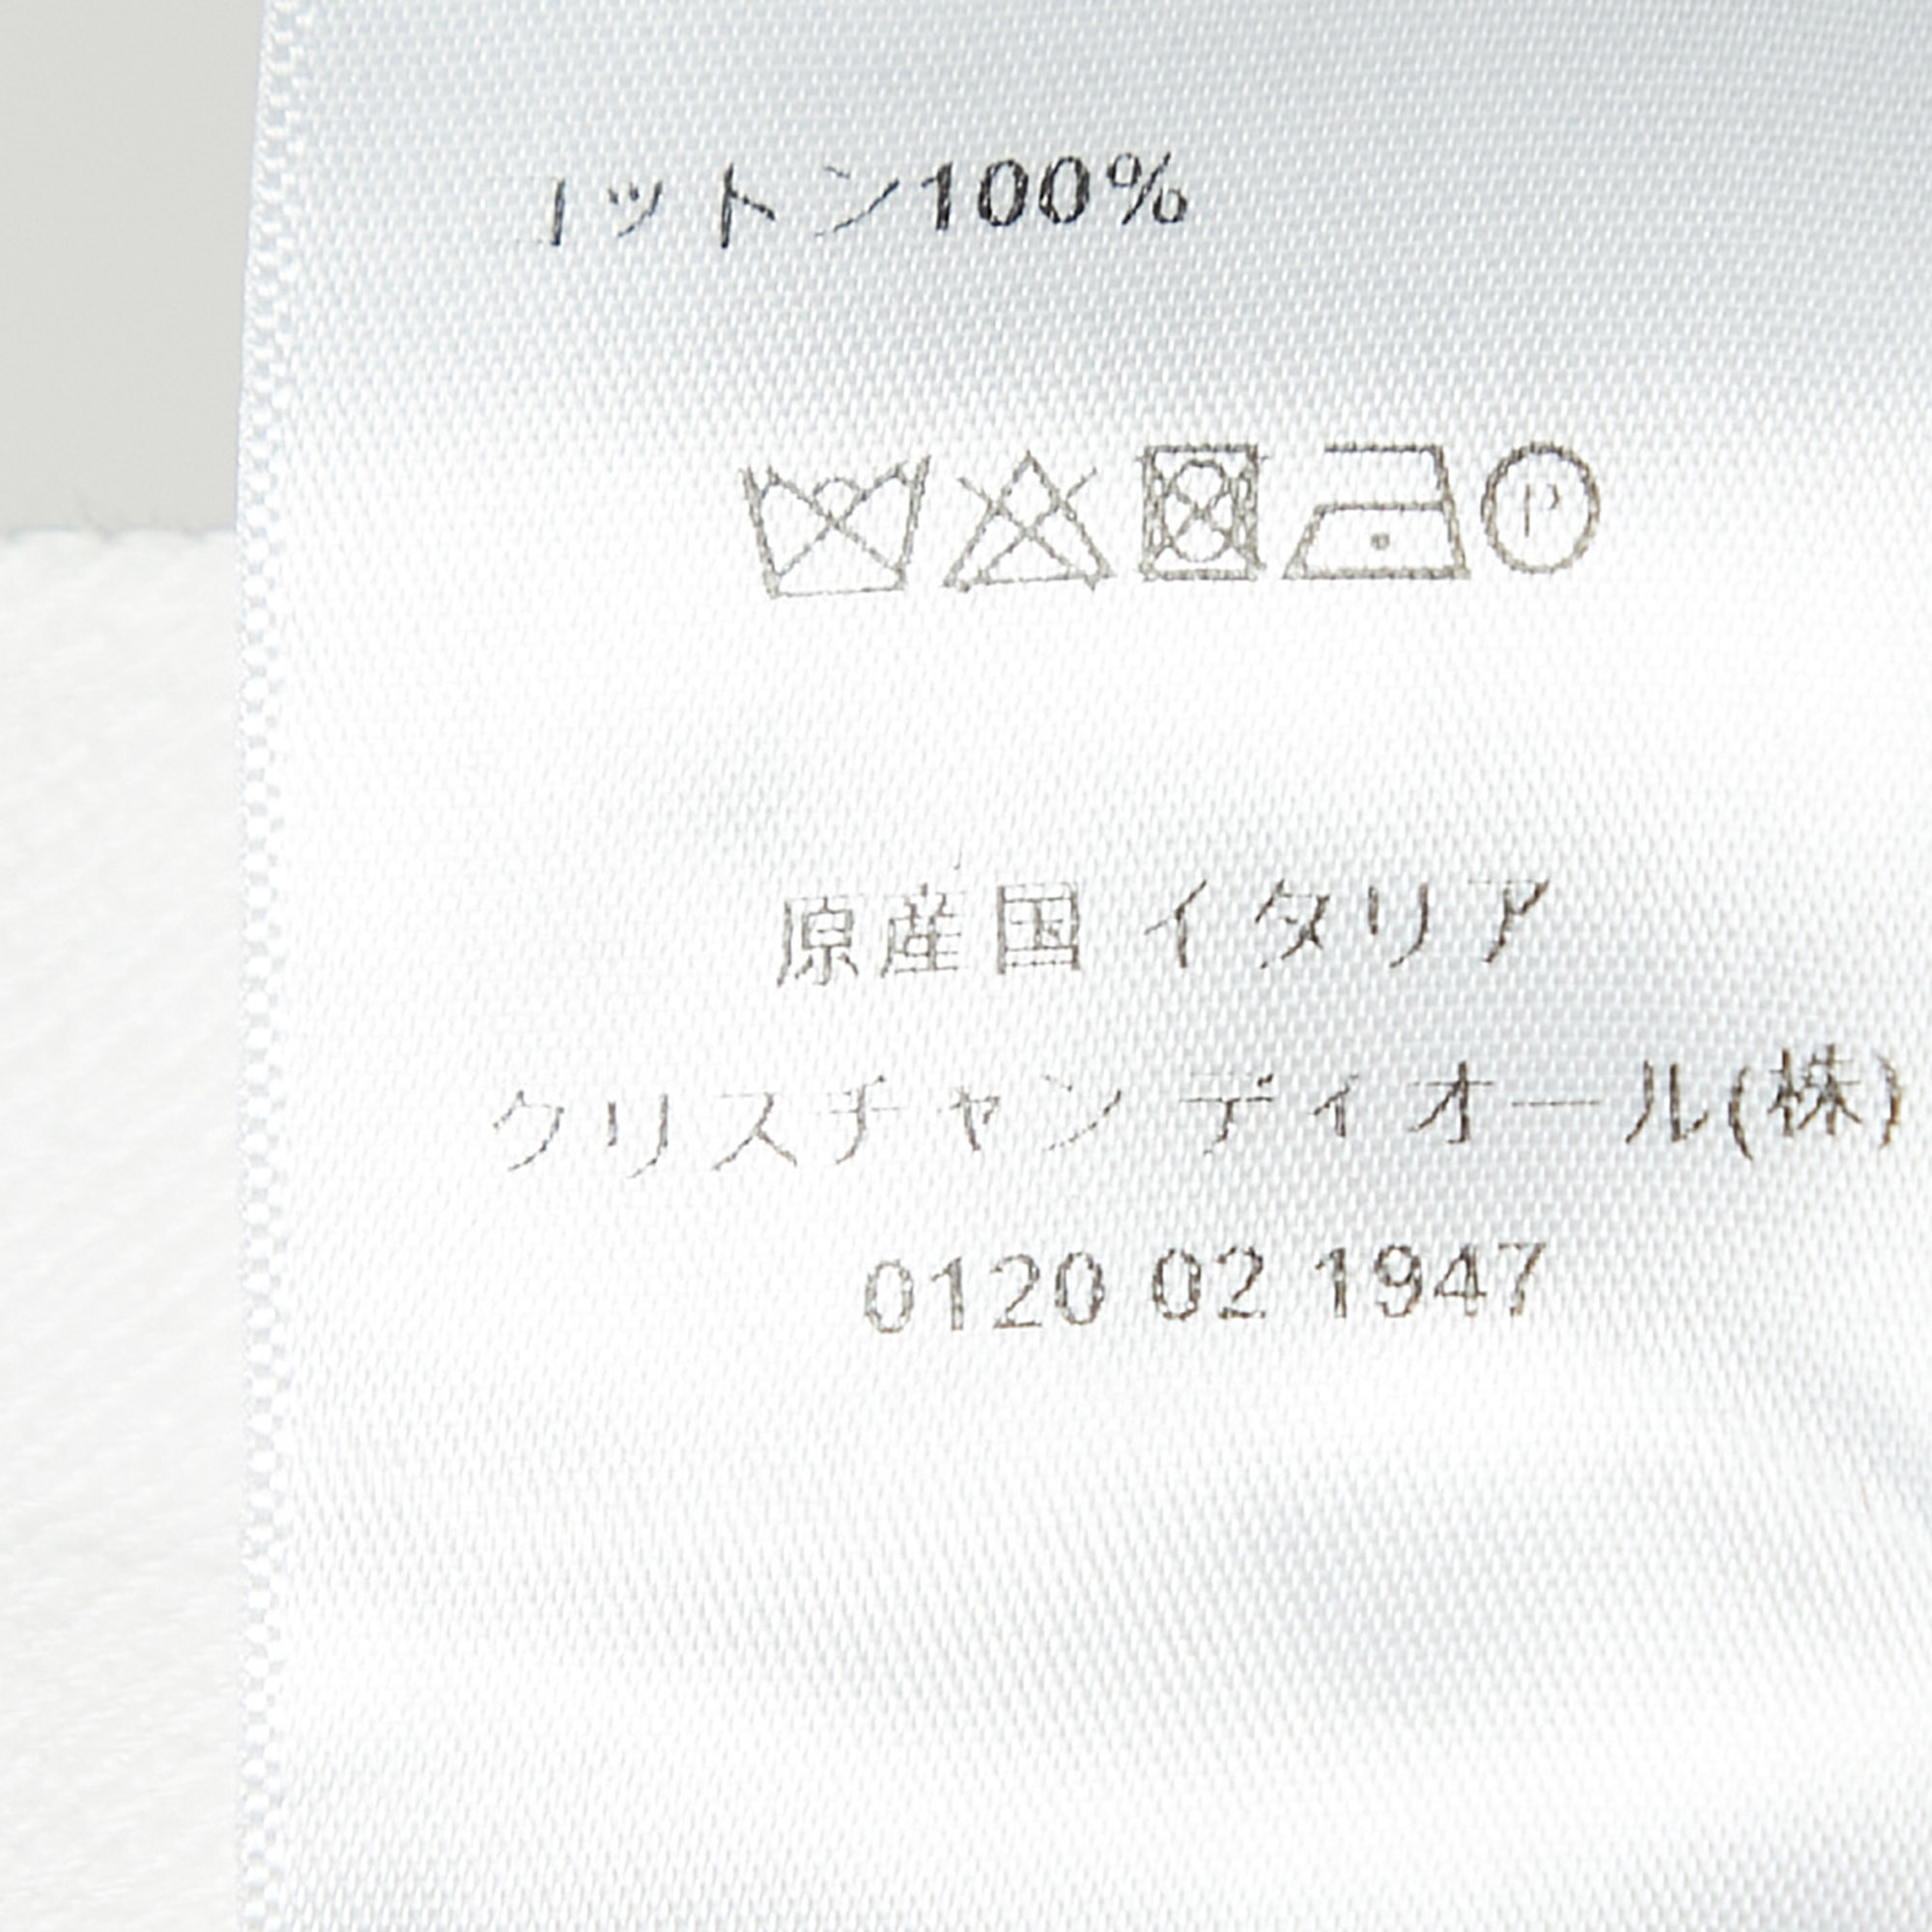 コットン100%
P
原産国 イタリア
クリスチャン ディオール(株)
0120 02 1947